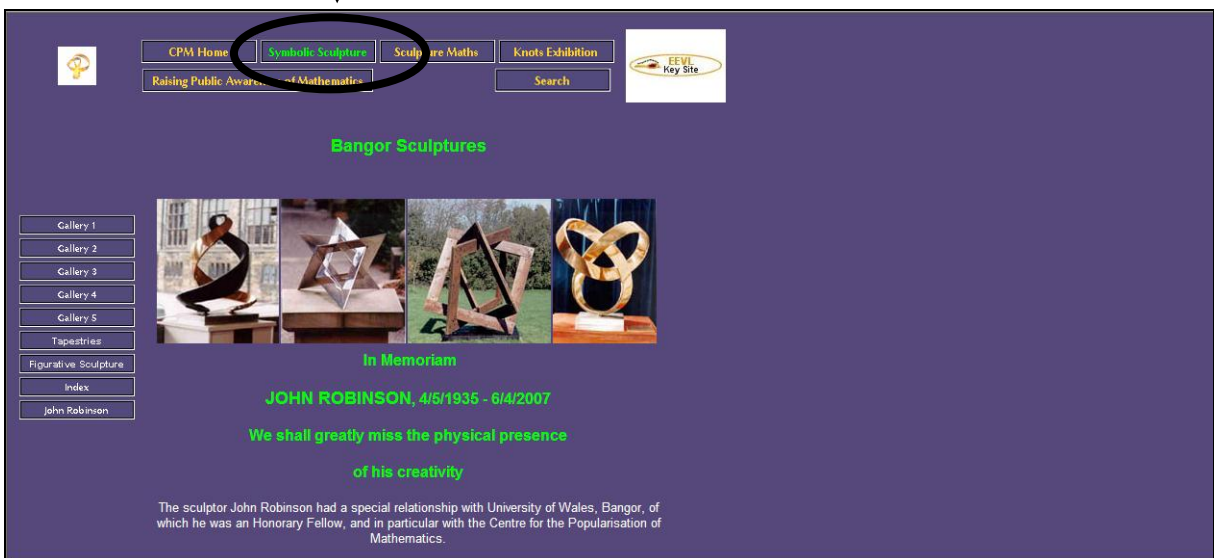 CPM Home
Symbolic Sculpture
Sculpture Maths
Knots Exhibition
EEVL
Key Site
Raising Public Awareness of Mathematics
Search
Bangor Sculptures
Gallery 1
Gallery 2
Gallery 3
Gallery 4
Gallery 5
Tapestries
Figurative Sculpture
Index
John Robinson
In Memoriam
JOHN ROBINSON, 4/5/1935 - 6/4/2007
We shall greatly miss the physical presence
of his creativity
The sculptor John Robinson had a special relationship with University of Wales, Bangor, of
which he was an Honorary Fellow, and in particular with the Centre for the Popularisation of
Mathematics.